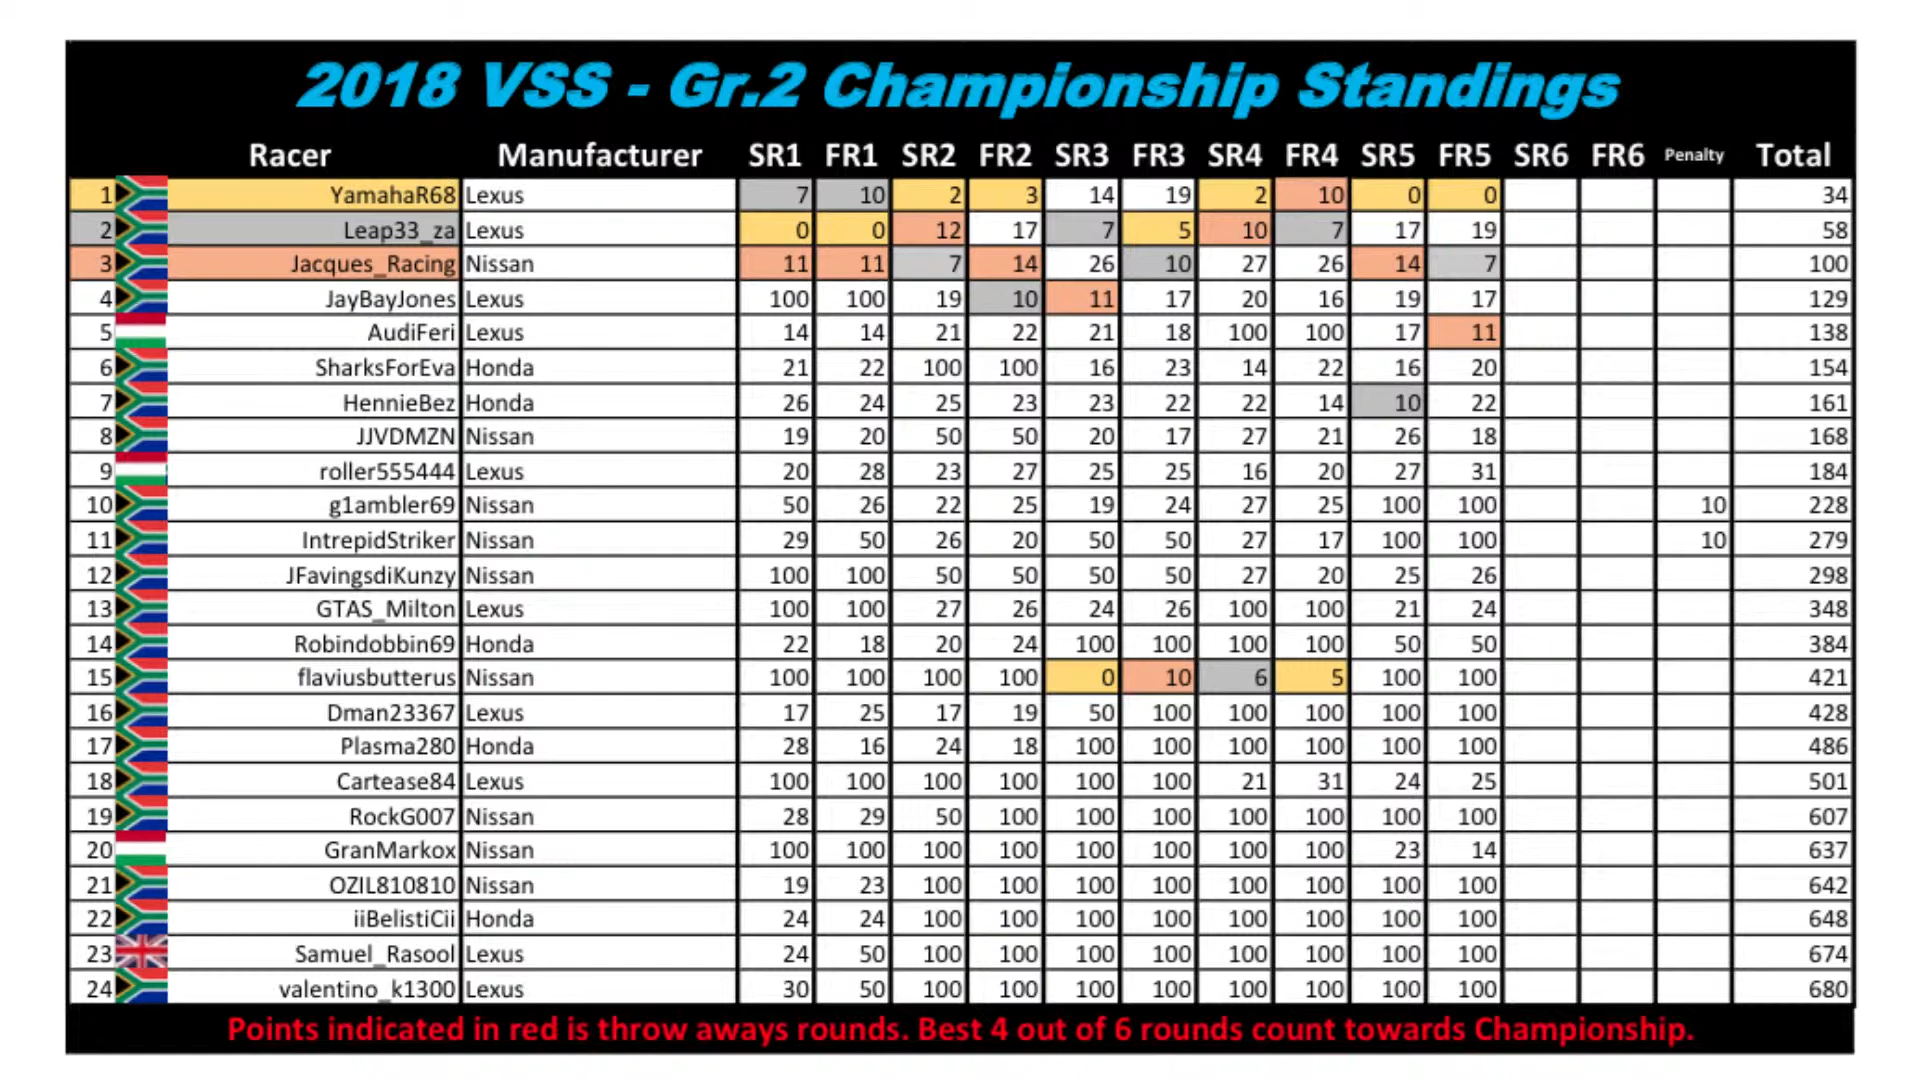 2018 VSS - Gr.2 Championship Standings
Racer Manufacturer SR1 FR1 SR2 FR2 SR3 FR3 SR4 FR4 SR5 FR5 SR6 FR6 Penalty Total
1 YamahaR68 Lexus 7 10 2 3 14 19 2 10 0 0 34
2 Leap33_za Lexus 0 0 12 17 7 5 10 7 17 19 58
3 Jacques_Racing Nissan 11 11 7 14 26 10 27 26 14 7 100
4 JayBayJones Lexus 100 100 19 10 11 17 20 16 19 17 129
5 AudiFeri Lexus 14 14 21 22 21 18 100 100 17 11 138
6 SharksForEva Honda 21 22 100 100 16 23 14 22 16 20 154
7 HennieBez Honda 26 24 25 23 23 22 22 14 10 22 161
8 JJVDMZN Nissan 19 20 50 50 20 17 27 21 26 18 168
9 roller555444 Lexus 20 28 23 27 25 25 16 20 27 31 184
10 g1ambler69 Nissan 50 26 22 25 19 24 27 25 100 100 10 228
11 IntrepidStriker Nissan 29 50 26 20 50 50 27 17 100 100 10 279
12 JFavingsdiKunzy Nissan 100 100 50 50 50 50 27 20 25 26 298
13 GTAS_Milton Lexus 100 100 27 26 24 26 100 100 21 24 348
14 Robindobbin69 Honda 22 18 20 24 100 100 100 100 50 50 384
15 flaviusbutterus Nissan 100 100 100 100 0 10 6 5 100 100 421
16 Dman23367 Lexus 17 25 17 19 50 100 100 100 100 100 428
17 Plasma280 Honda 28 16 24 18 100 100 100 100 100 100 486
18 Cartease84 Lexus 100 100 100 100 100 100 21 31 24 25 501
19 RockG007 Nissan 28 29 50 100 100 100 100 100 100 100 607
20 GranMarkox Nissan 100 100 100 100 100 100 100 100 23 14 637
21 OZIL810810 Nissan 19 23 100 100 100 100 100 100 100 100 642
22 iiBelistiCii Honda 24 24 100 100 100 100 100 100 100 100 648
23 Samuel_Rasool Lexus 24 50 100 100 100 100 100 100 100 100 674
24 valentino_k1300 Lexus 30 50 100 100 100 100 100 100 100 100 680
Points indicated in red is throw aways rounds. Best 4 out of 6 rounds count towards Championship.